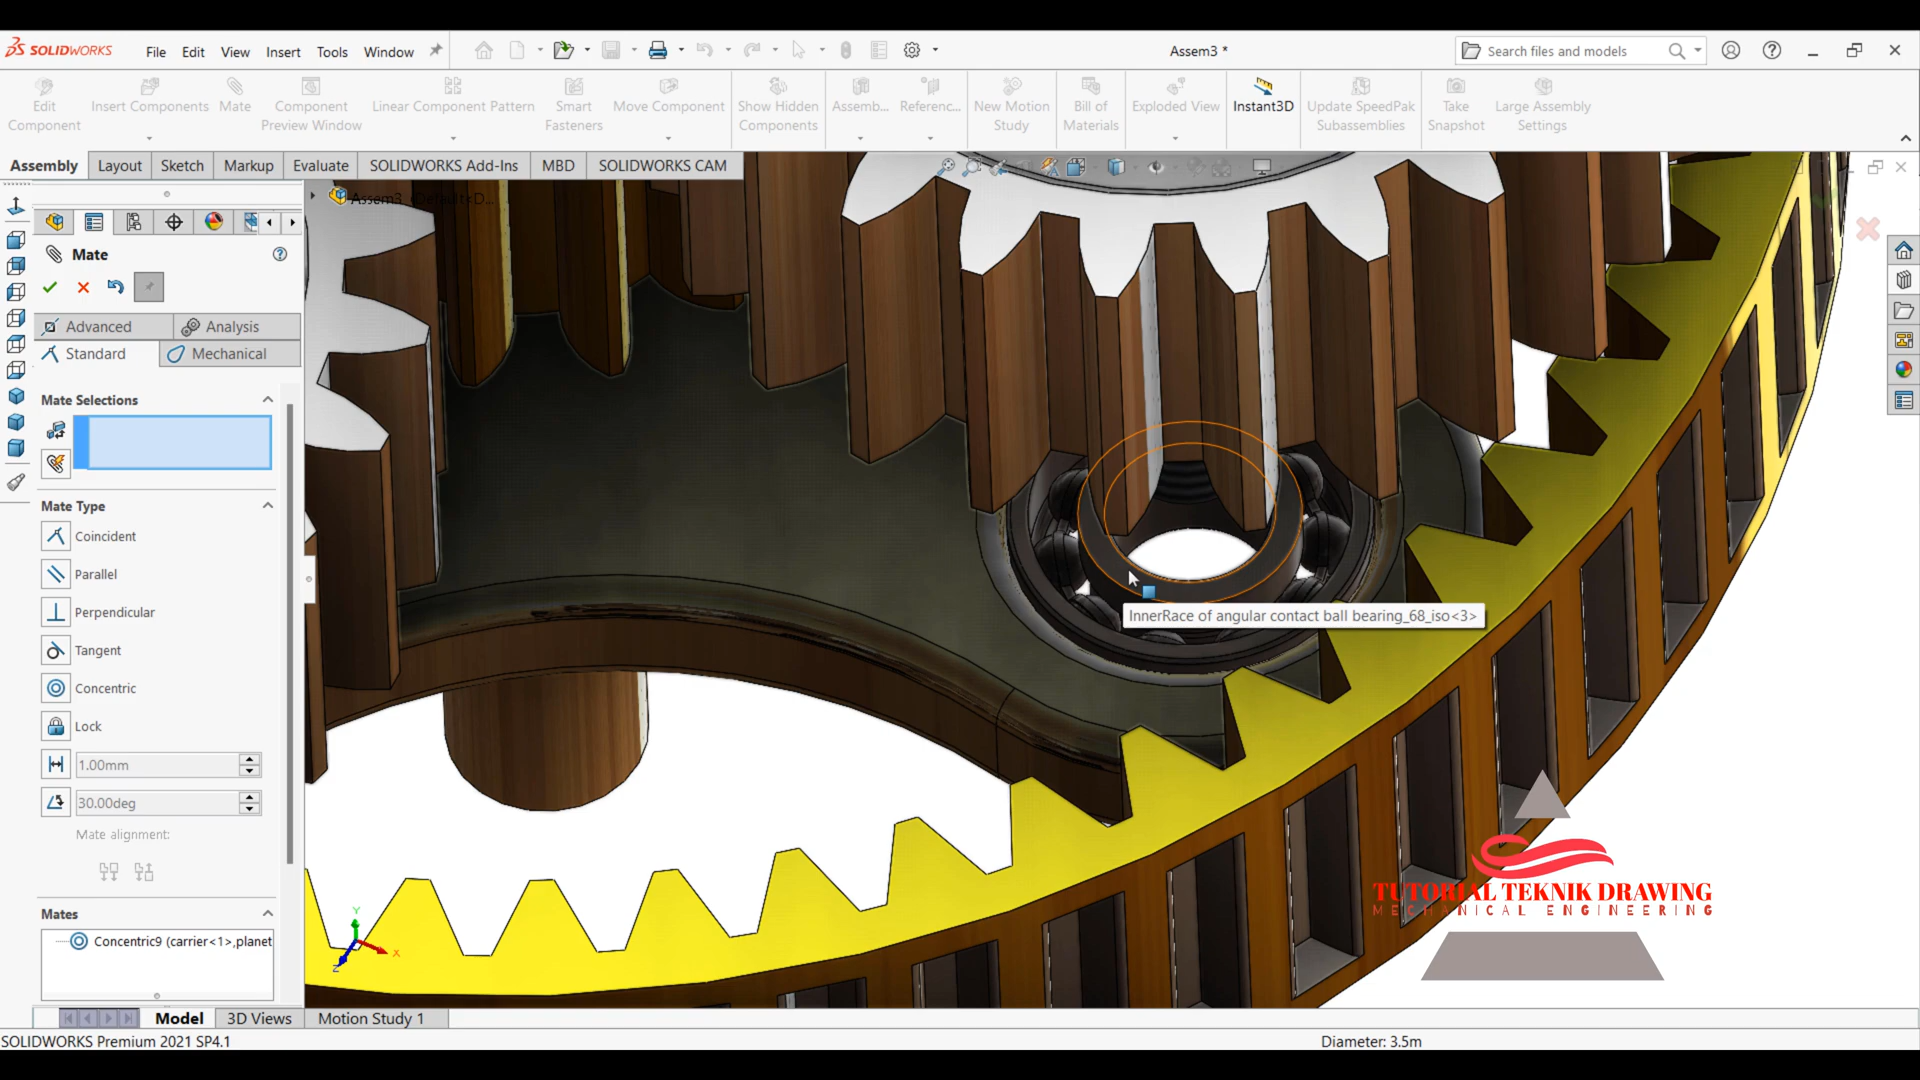 SOLIDWORKS File Edit View Insert Tools Window Assem3 * Search files and models
Edit Component Insert Components Mate Component Preview Window Linear Component Pattern Smart Fasteners Move Component Show Hidden Components Assemb... Referenc... New Motion Study Bill of Materials Exploded View Instant3D Update SpeedPak Subassemblies Take Snapshot Large Assembly Settings
Assembly Layout Sketch Markup Evaluate SOLIDWORKS Add-Ins MBD SOLIDWORKS CAM
Assem3 (Default<D...
Mate
Advanced Analysis
Standard Mechanical
Mate Selections
Mate Type
Coincident
Parallel
Perpendicular
Tangent
Concentric
Lock
1.00mm
30.00deg
Mate alignment:
Mates
Concentric9 (carrier<1>,planet
InnerRace of angular contact ball bearing_68_iso<3>
Y
X
Z
TUTORIAL TEKNIK DRAWING
MECHANICAL ENGINEERING
Model 3D Views Motion Study 1
SOLIDWORKS Premium 2021 SP4.1 Diameter: 3.5m